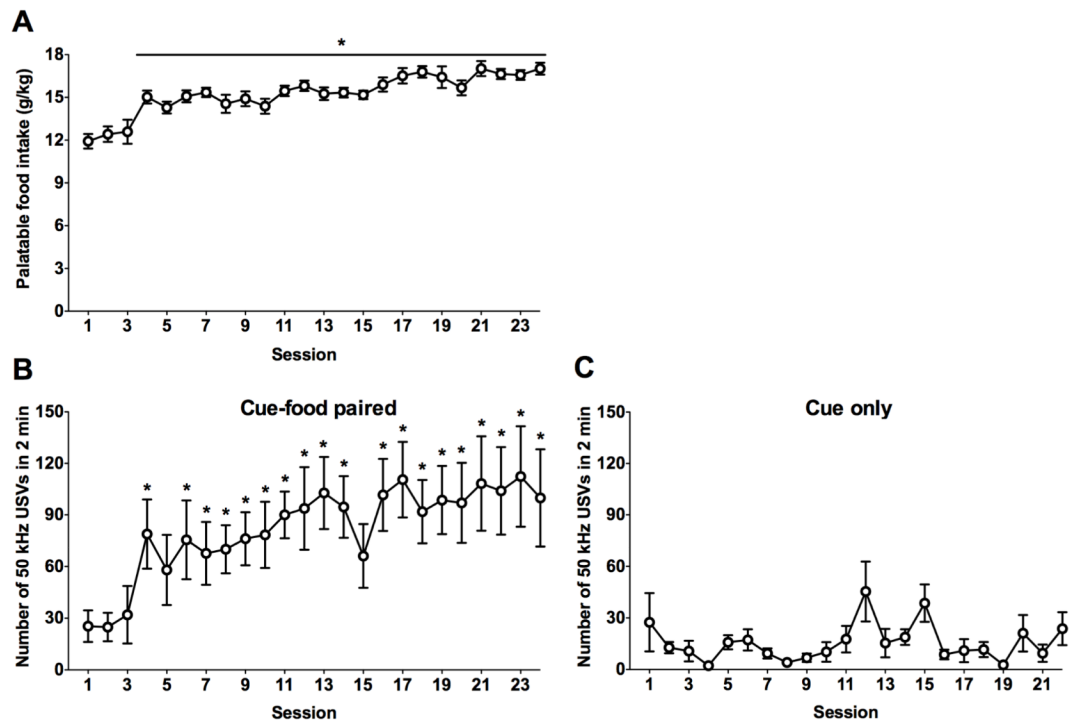 A
*
Palatable food intake (g/kg)
18
15
12
9
6
3
0
1 3 5 7 9 11 13 15 17 19 21 23
Session
B
Cue-food paired
Number of 50 kHz USVs in 2 min
150
120
90
60
30
0
* * * * * * * * * * * * * * * * * * *
1 3 5 7 9 11 13 15 17 19 21 23
Session
C
Cue only
Number of 50 kHz USVs in 2 min
150
120
90
60
30
0
1 3 5 7 9 11 13 15 17 19 21
Session